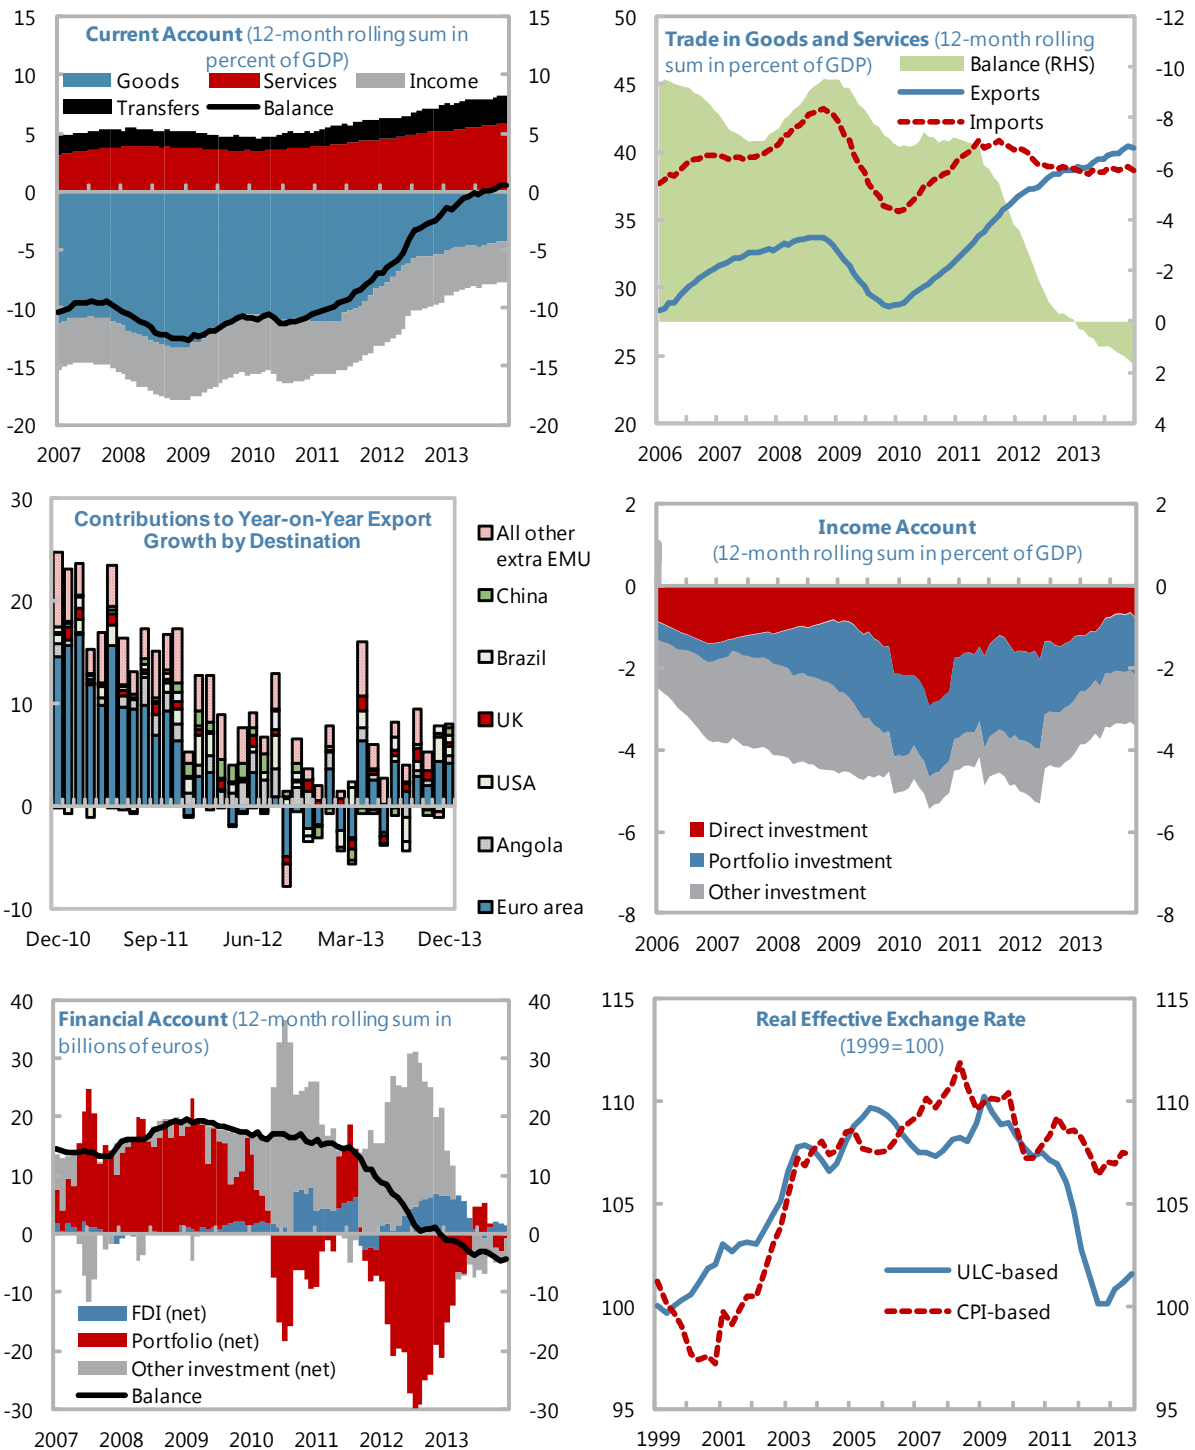 15
15
Current Account (12-month rolling sum in
percent of GDP)
Goods
Services
Income
Transfers
Balance
10
10
5
5
0
0
-5
-5
-10
-10
-15
-15
-20
-20
2007 2008 2009 2010 2011 2012 2013
50
-12
Trade in Goods and Services (12-month rolling
sum in percent of GDP)
Balance (RHS)
Exports
Imports
45
-10
40
-8
35
-6
30
-4
25
-2
20
0
2
4
2006 2007 2008 2009 2010 2011 2012 2013
30
Contributions to Year-on-Year Export
Growth by Destination
20
10
0
-10
All other
extra EMU
China
Brazil
UK
USA
Angola
Euro area
Dec-10 Sep-11 Jun-12 Mar-13 Dec-13
2
2
Income Account
(12-month rolling sum in percent of GDP)
0
0
-2
-2
-4
-4
-6
-6
-8
-8
Direct investment
Portfolio investment
Other investment
2006 2007 2008 2009 2010 2011 2012 2013
40
40
Financial Account (12-month rolling sum in
billions of euros)
30
30
20
20
10
10
0
0
-10
-10
-20
-20
-30
-30
FDI (net)
Portfolio (net)
Other investment (net)
Balance
2007 2008 2009 2010 2011 2012 2013
115
115
Real Effective Exchange Rate
(1999=100)
110
110
105
105
100
100
95
95
ULC-based
CPI-based
1999 2001 2003 2005 2007 2009 2011 2013